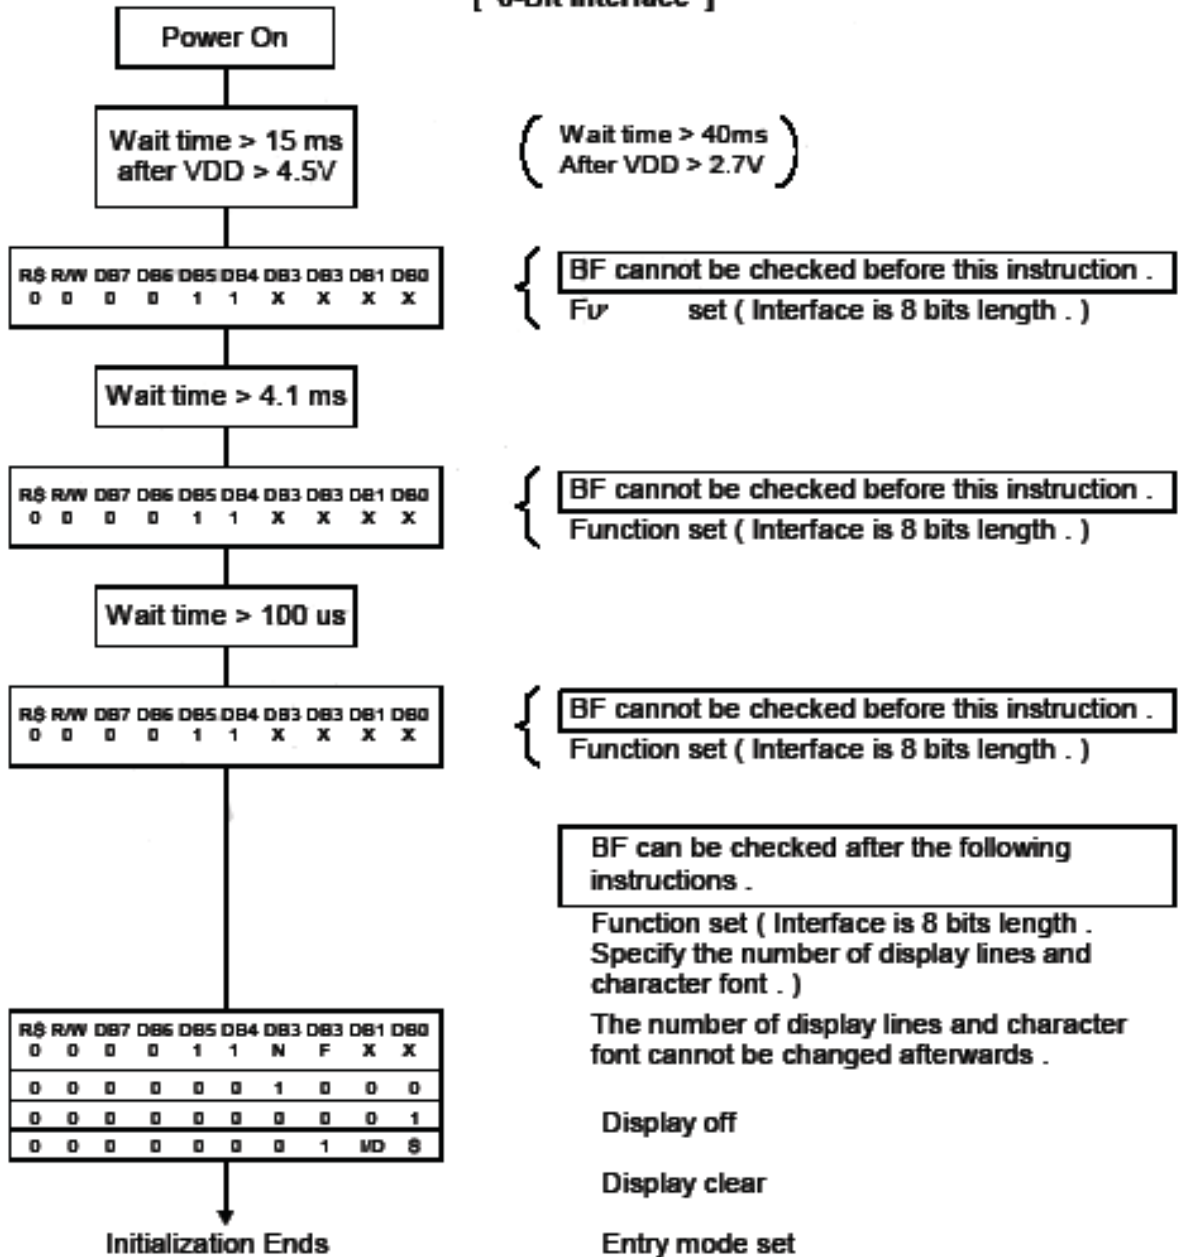 Interface ]
Power On
Wait time > 15 ms
after VDD > 4.5V
Wait time > 40ms
After VDD > 2.7V
RS R/W DB7 DB6 DB5 DB4 DB3 DB3 DB1 DB0
0 0 0 0 1 1 X X X X
BF cannot be checked before this instruction .
set ( Interface is 8 bits length . )
Wait time > 4.1 ms
RS R/W DB7 DB6 DB5 DB4 DB3 DB3 DB1 DB0
0 0 0 0 1 1 X X X X
BF cannot be checked before this instruction .
Function set ( Interface is 8 bits length . )
Wait time > 100 us
RS R/W DB7 DB6 DB5 DB4 DB3 DB3 DB1 DB0
0 0 0 0 1 1 X X X X
BF cannot be checked before this instruction .
Function set ( Interface is 8 bits length . )
BF can be checked after the following
instructions .
Function set ( Interface is 8 bits length .
Specify the number of display lines and
character font . )
RS R/W DB7 DB6 DB5 DB4 DB3 DB3 DB1 DB0
0 0 0 0 1 1 N F X X
0 0 0 0 0 0 1 0 0 0
0 0 0 0 0 0 0 0 0 1
0 0 0 0 0 0 0 1 I/D S
The number of display lines and character
font cannot be changed afterwards .
Display off
Display clear
Initialization Ends
Entry mode set